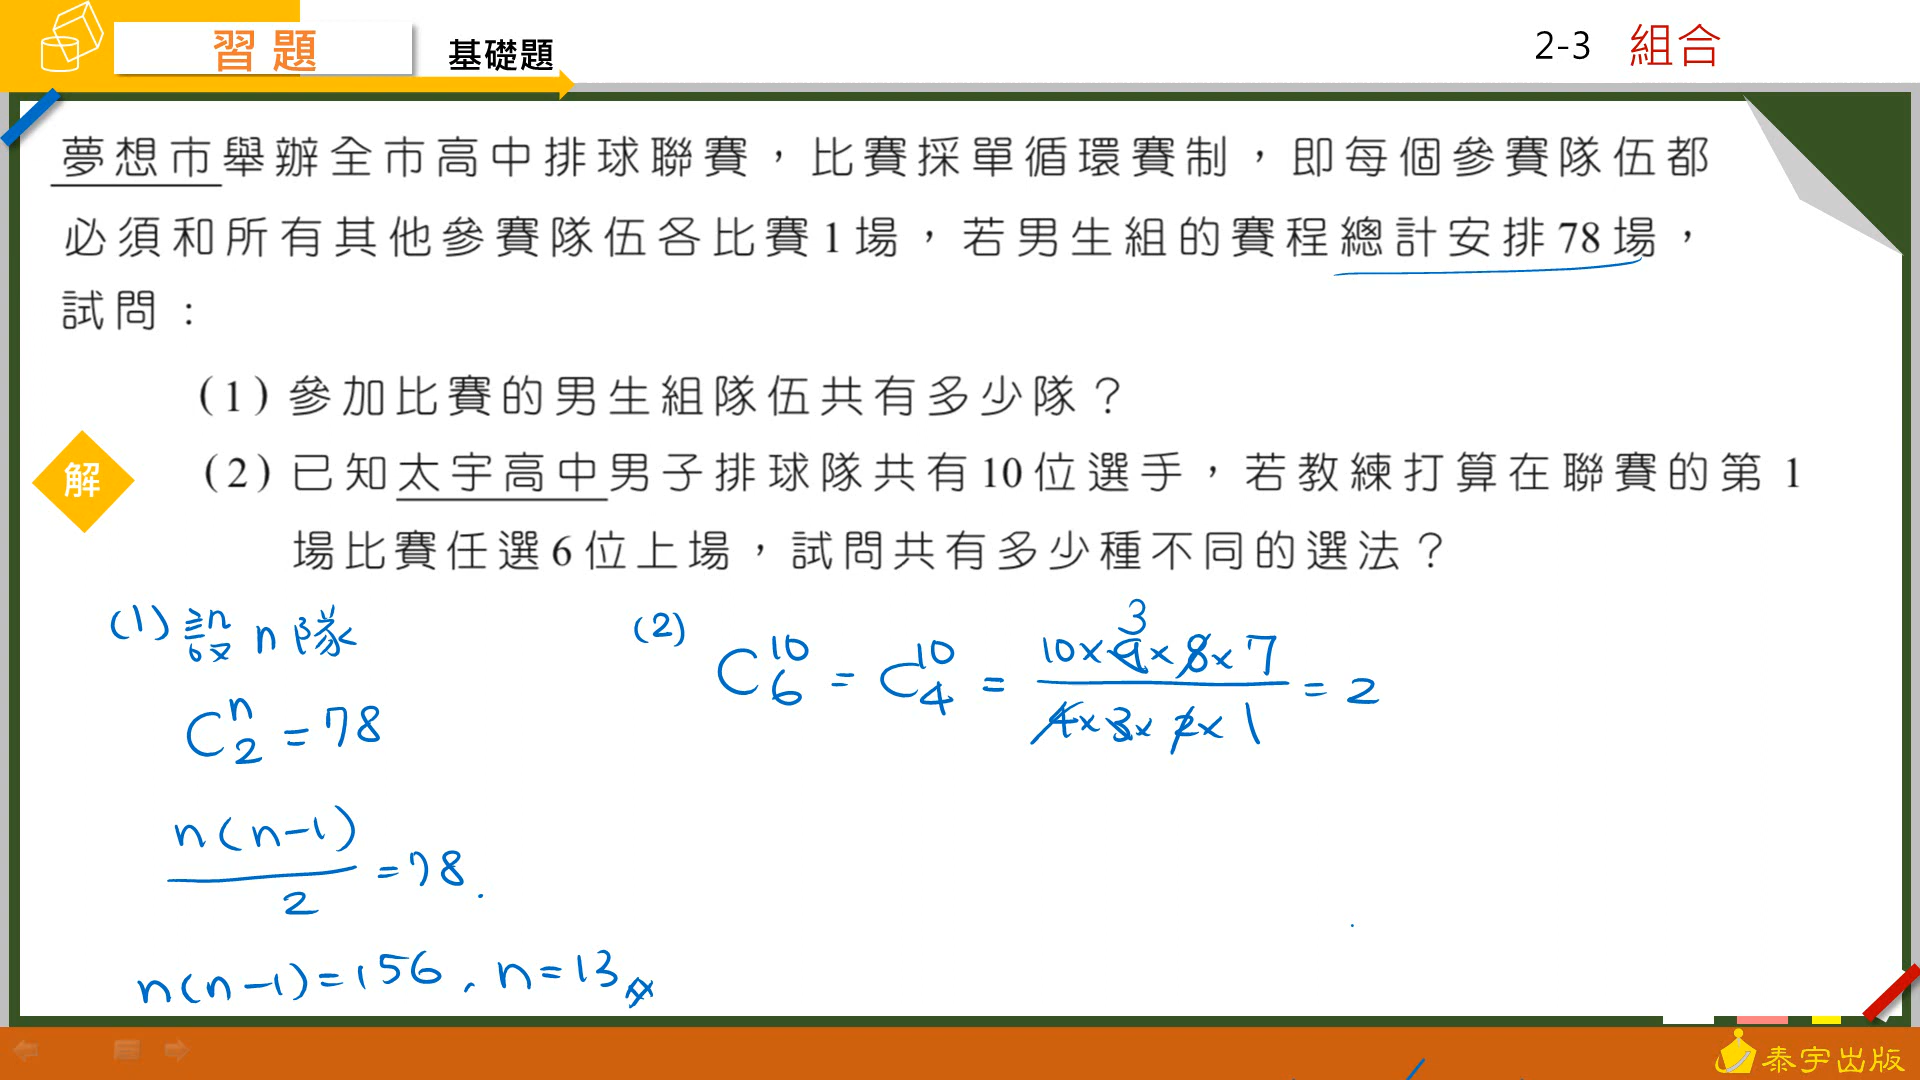 習題
基礎題
2-3 組合
夢想市舉辦全市高中排球聯賽，比賽採單循環賽制，即每個參賽隊伍都
必須和所有其他參賽隊伍各比賽1場，若男生組的賽程總計安排78場，
試問：
(1)參加比賽的男生組隊伍共有多少隊？
(2)已知太宇高中男子排球隊共有10位選手，若教練打算在聯賽的第1
場比賽任選6位上場，試問共有多少種不同的選法？
解
(1) 設 n 隊
C^n_2 = 78
n(n-1)/2 = 78.
n(n-1)=156, n=13
(2) C^10_6 = C^10_4 = 10×9×8×7 / 4×3×2×1 = 2
3
泰宇出版